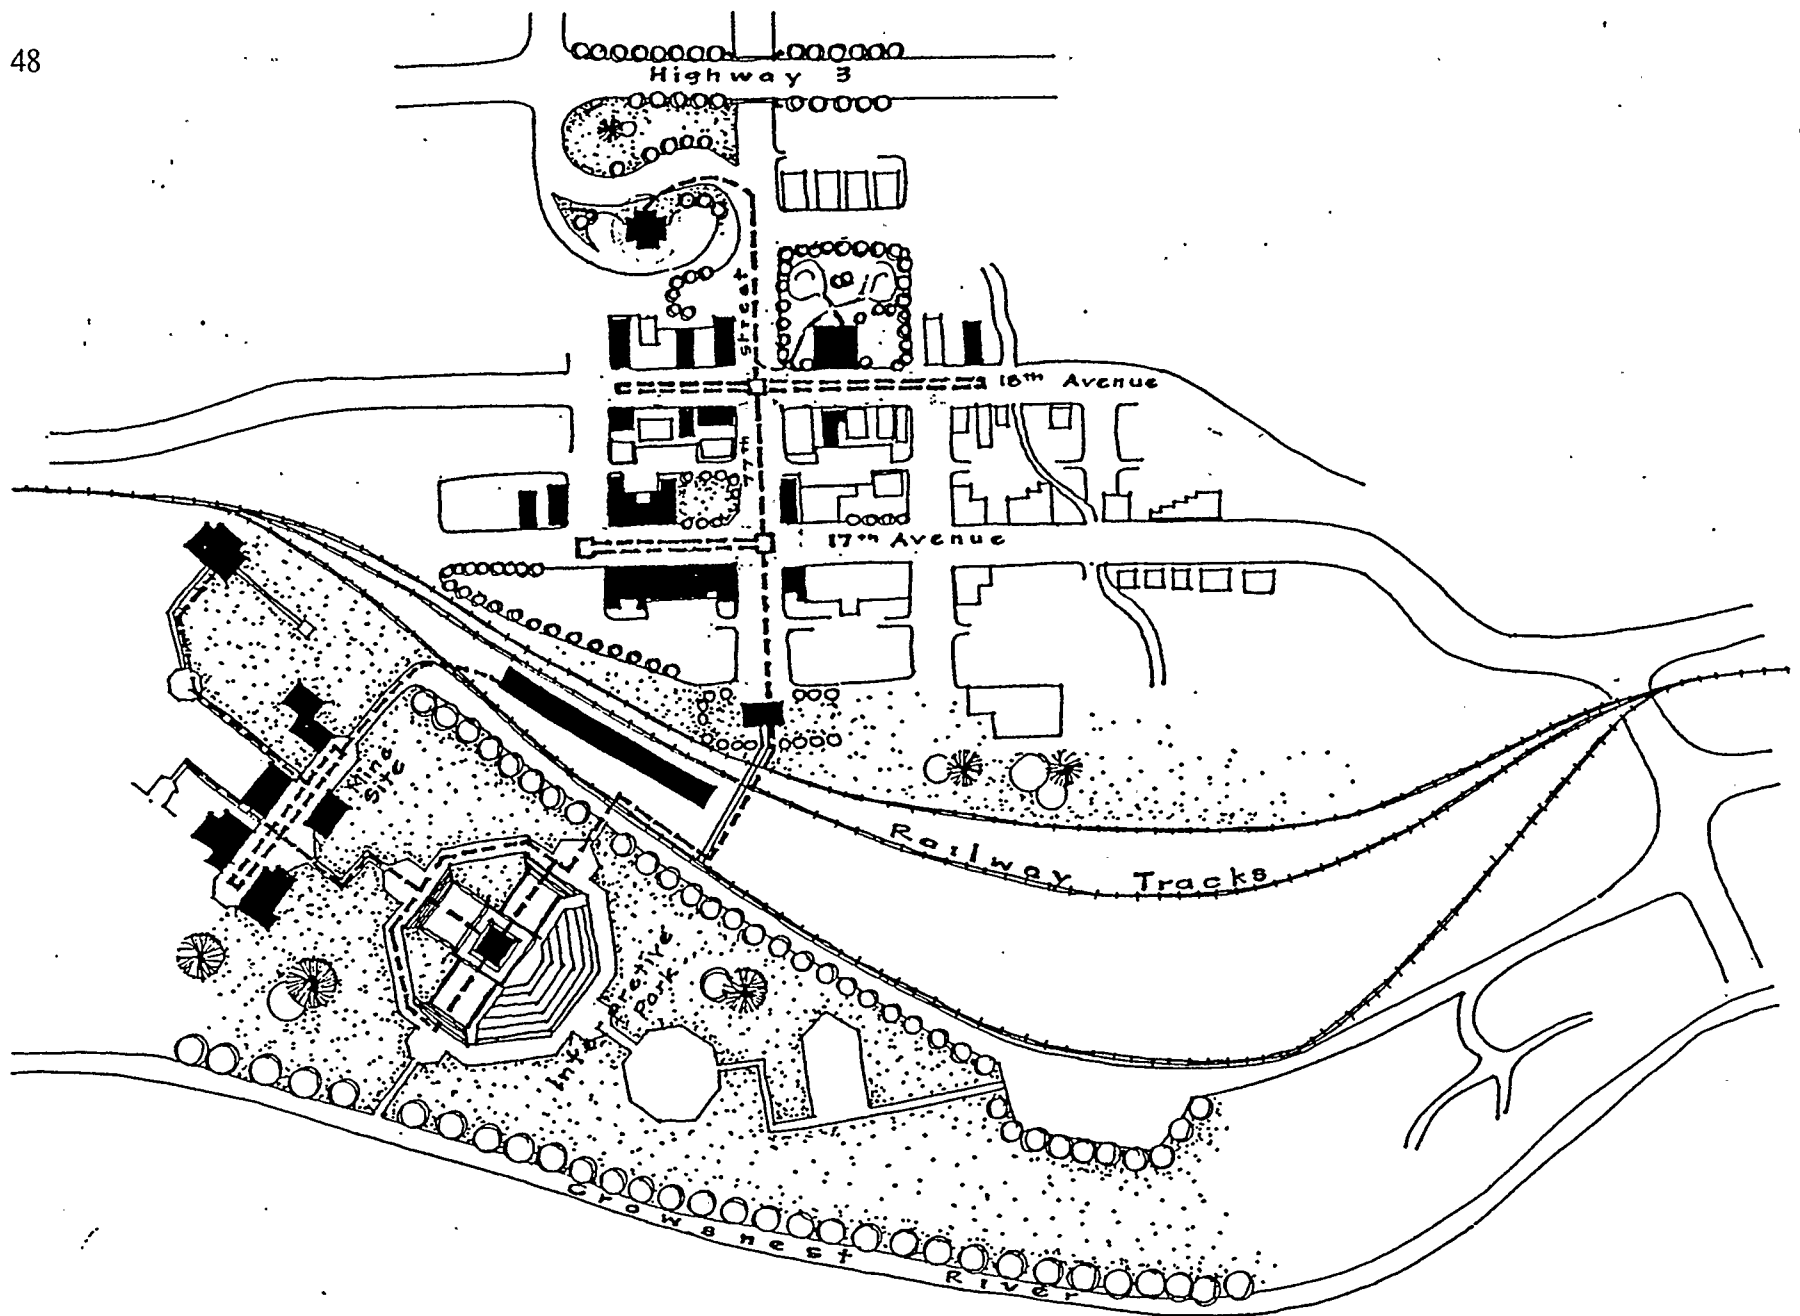 48
Highway 3
77th Street
18th Avenue
17th Avenue
Mine
Site
Railway Tracks
Interpretive
Park
Crowsnest River